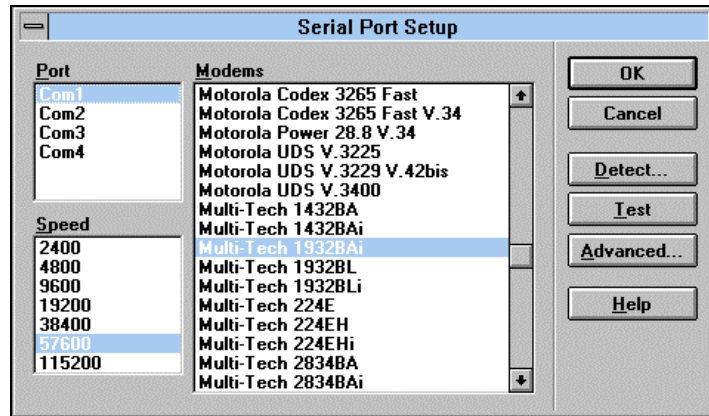 Serial Port Setup
Port
Com1
Com2
Com3
Com4
Speed
2400
4800
9600
19200
38400
57600
115200
Modems
Motorola Codex 3265 Fast
Motorola Codex 3265 Fast V.34
Motorola Power 28.8 V.34
Motorola UDS V.3225
Motorola UDS V.3229 V.42bis
Motorola UDS V.3400
Multi-Tech 1432BA
Multi-Tech 1432BAi
Multi-Tech 1932BAi
Multi-Tech 1932BL
Multi-Tech 1932BLi
Multi-Tech 224E
Multi-Tech 224EH
Multi-Tech 224EHi
Multi-Tech 2834BA
Multi-Tech 2834BAi
OK
Cancel
Detect...
Test
Advanced...
Help